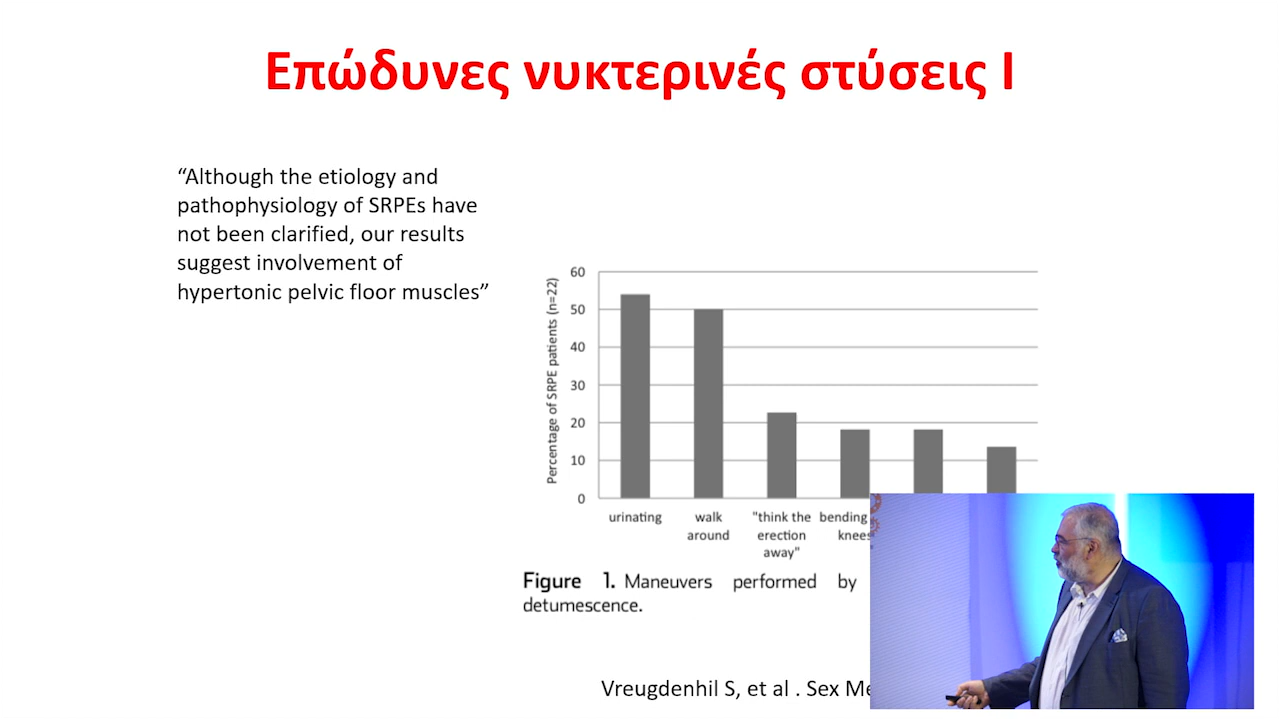 Επώδυνες νυκτερινές στύσεις Ι
“Although the etiology and
pathophysiology of SRPEs have
not been clarified, our results
suggest involvement of
hypertonic pelvic floor muscles”
Percentage of SRPE patients (n=22)
60
50
40
30
20
10
0
urinating
walk
around
"think the
erection
away"
bending
knees
Figure 1. Maneuvers performed by
detumescence.
Vreugdenhil S, et al . Sex Me